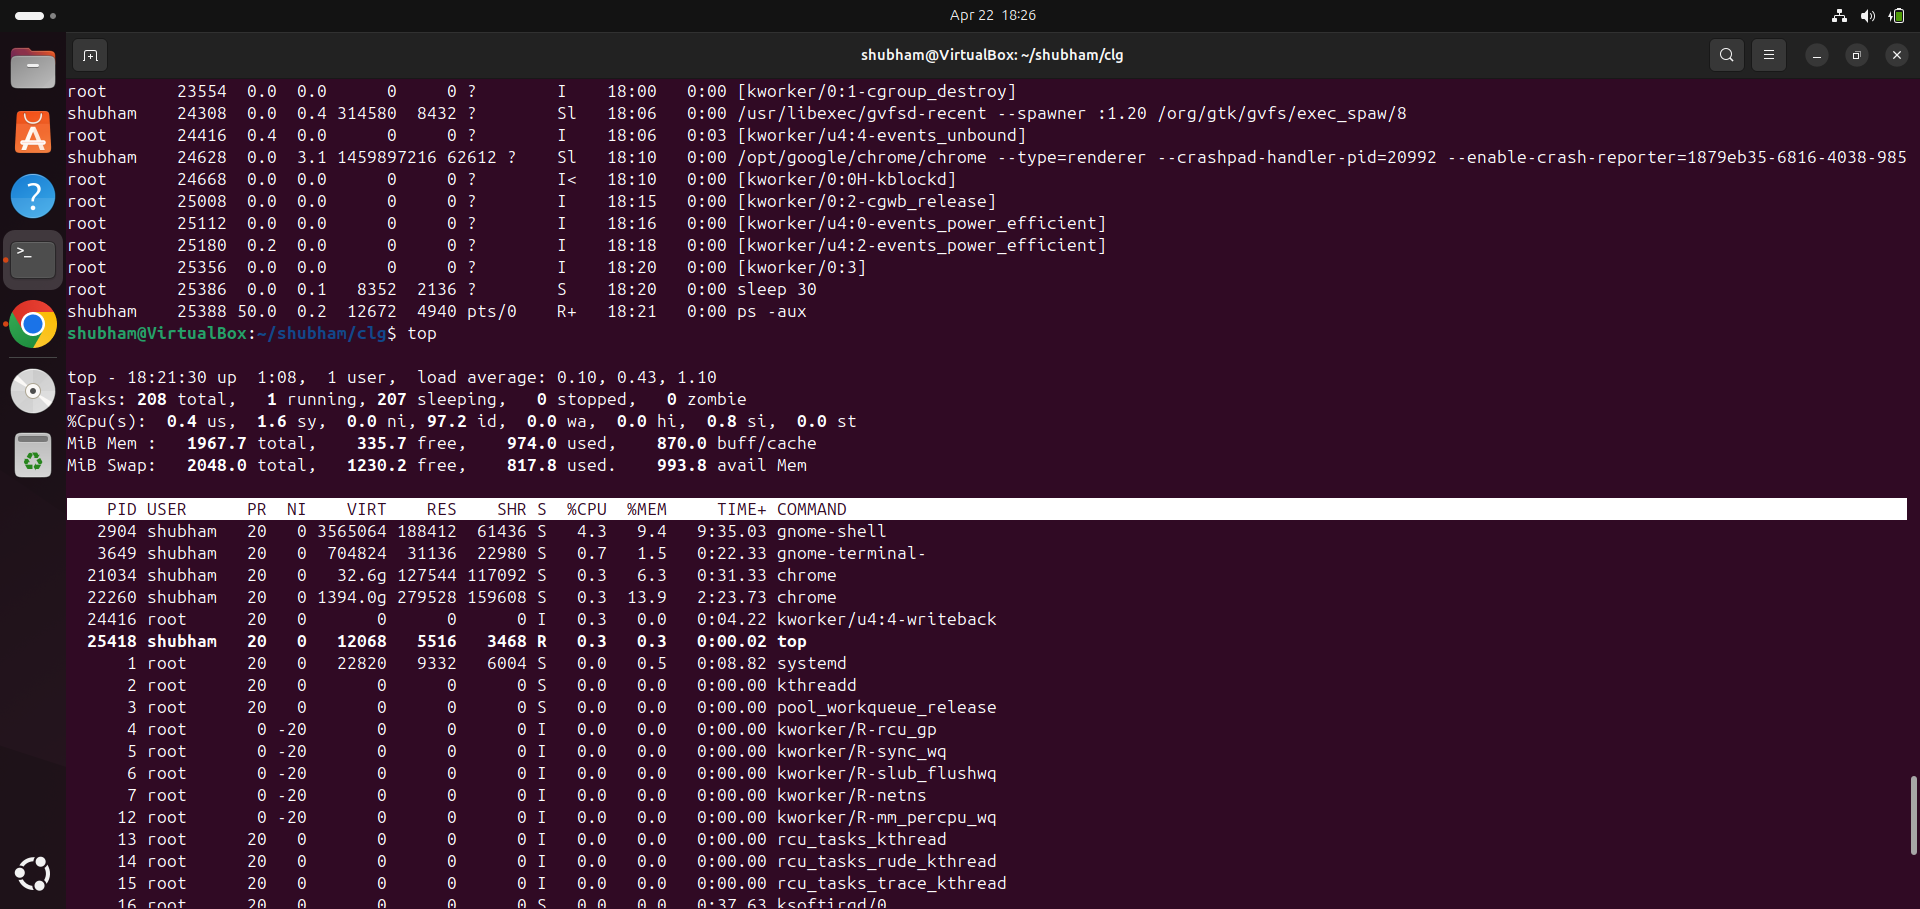 Apr 22 18:26
shubham@VirtualBox: ~/shubham/clg
root 23554 0.0 0.0 0 0 ? I 18:00 0:00 [kworker/0:1-cgroup_destroy]
shubham 24308 0.0 0.4 314580 8432 ? Sl 18:06 0:00 /usr/libexec/gvfsd-recent --spawner :1.20 /org/gtk/gvfs/exec_spaw/8
root 24416 0.4 0.0 0 0 ? I 18:06 0:03 [kworker/u4:4-events_unbound]
shubham 24628 0.0 3.1 1459897216 62612 ? Sl 18:10 0:00 /opt/google/chrome/chrome --type=renderer --crashpad-handler-pid=20992 --enable-crash-reporter=1879eb35-6816-4038-985
root 24668 0.0 0.0 0 0 ? I< 18:10 0:00 [kworker/0:0H-kblockd]
root 25008 0.0 0.0 0 0 ? I 18:15 0:00 [kworker/0:2-cgwb_release]
root 25112 0.0 0.0 0 0 ? I 18:16 0:00 [kworker/u4:0-events_power_efficient]
root 25180 0.2 0.0 0 0 ? I 18:18 0:00 [kworker/u4:2-events_power_efficient]
root 25356 0.0 0.0 0 0 ? I 18:20 0:00 [kworker/0:3]
root 25386 0.0 0.1 8352 2136 ? S 18:20 0:00 sleep 30
shubham 25388 50.0 0.2 12672 4940 pts/0 R+ 18:21 0:00 ps -aux
shubham@VirtualBox:~/shubham/clg$ top
top - 18:21:30 up 1:08, 1 user, load average: 0.10, 0.43, 1.10
Tasks: 208 total, 1 running, 207 sleeping, 0 stopped, 0 zombie
%Cpu(s): 0.4 us, 1.6 sy, 0.0 ni, 97.2 id, 0.0 wa, 0.0 hi, 0.8 si, 0.0 st
MiB Mem : 1967.7 total, 335.7 free, 974.0 used, 870.0 buff/cache
MiB Swap: 2048.0 total, 1230.2 free, 817.8 used. 993.8 avail Mem
PID USER PR NI VIRT RES SHR S %CPU %MEM TIME+ COMMAND
2904 shubham 20 0 3565064 188412 61436 S 4.3 9.4 9:35.03 gnome-shell
3649 shubham 20 0 704824 31136 22980 S 0.7 1.5 0:22.33 gnome-terminal-
21034 shubham 20 0 32.6g 127544 117092 S 0.3 6.3 0:31.33 chrome
22260 shubham 20 0 1394.0g 279528 159608 S 0.3 13.9 2:23.73 chrome
24416 root 20 0 0 0 0 I 0.3 0.0 0:04.22 kworker/u4:4-writeback
25418 shubham 20 0 12068 5516 3468 R 0.3 0.3 0:00.02 top
1 root 20 0 22820 9332 6004 S 0.0 0.5 0:08.82 systemd
2 root 20 0 0 0 0 S 0.0 0.0 0:00.00 kthreadd
3 root 20 0 0 0 0 S 0.0 0.0 0:00.00 pool_workqueue_release
4 root 0 -20 0 0 0 I 0.0 0.0 0:00.00 kworker/R-rcu_gp
5 root 0 -20 0 0 0 I 0.0 0.0 0:00.00 kworker/R-sync_wq
6 root 0 -20 0 0 0 I 0.0 0.0 0:00.00 kworker/R-slub_flushwq
7 root 0 -20 0 0 0 I 0.0 0.0 0:00.00 kworker/R-netns
12 root 0 -20 0 0 0 I 0.0 0.0 0:00.00 kworker/R-mm_percpu_wq
13 root 20 0 0 0 0 I 0.0 0.0 0:00.00 rcu_tasks_kthread
14 root 20 0 0 0 0 I 0.0 0.0 0:00.00 rcu_tasks_rude_kthread
15 root 20 0 0 0 0 I 0.0 0.0 0:00.00 rcu_tasks_trace_kthread
16 root 20 0 0 0 0 S 0.0 0.0 0:37.63 ksoftirqd/0